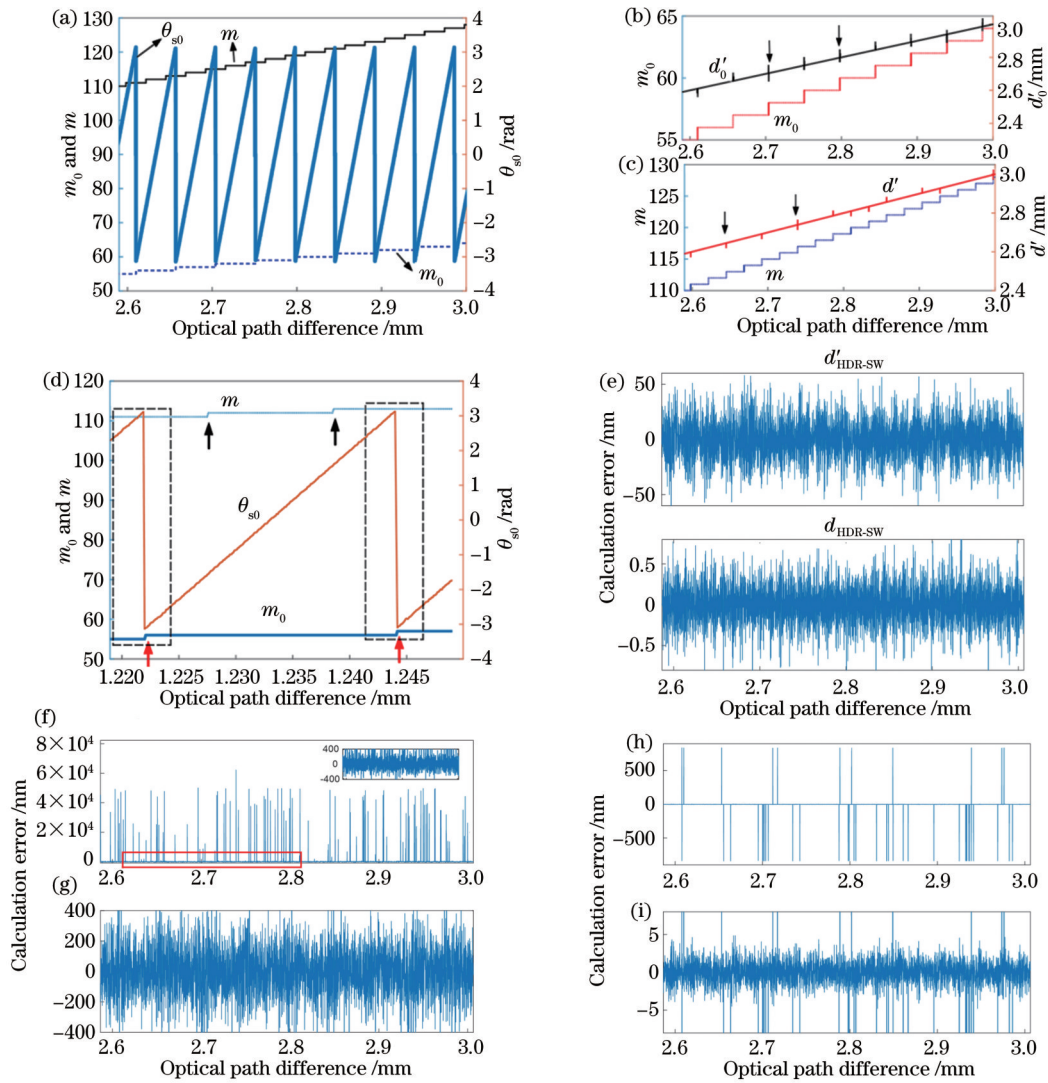 (a)
130
120
110
100
90
80
70
60
50
m₀ and m
θs0
m
m₀
4
3
2
1
0
-1
-2
-3
-4
θs0 /rad
2.6 2.7 2.8 2.9 3.0
Optical path difference /mm
(b)
65
60
55
m₀
d₀′
m₀
3.0
2.8
2.6
2.4
d₀′/mm
2.6 2.7 2.8 2.9 3.0
(c)
130
125
120
115
110
m
d′
m
3.0
2.8
2.6
2.4
d′ /mm
2.6 2.7 2.8 2.9 3.0
Optical path difference /mm
(d)
120
110
100
90
80
70
60
50
m₀ and m
m
θs0
m₀
4
3
2
1
0
-1
-2
-3
-4
θs0 /rad
1.220 1.225 1.230 1.235 1.240 1.245
Optical path difference /mm
(e)
d′HDR-SW
50
0
-50
dHDR-SW
0.5
0
-0.5
Calculation error /nm
2.6 2.7 2.8 2.9 3.0
Optical path difference /mm
(f)
8×10⁴
6×10⁴
4×10⁴
2×10⁴
0
400
0
-400
2.6 2.7 2.8 2.9 3.0
(g)
400
200
0
-200
-400
Calculation error /nm
2.6 2.7 2.8 2.9 3.0
Optical path difference /mm
(h)
500
0
-500
2.6 2.7 2.8 2.9 3.0
(i)
5
0
-5
Calculation error /nm
2.6 2.7 2.8 2.9 3.0
Optical path difference /mm